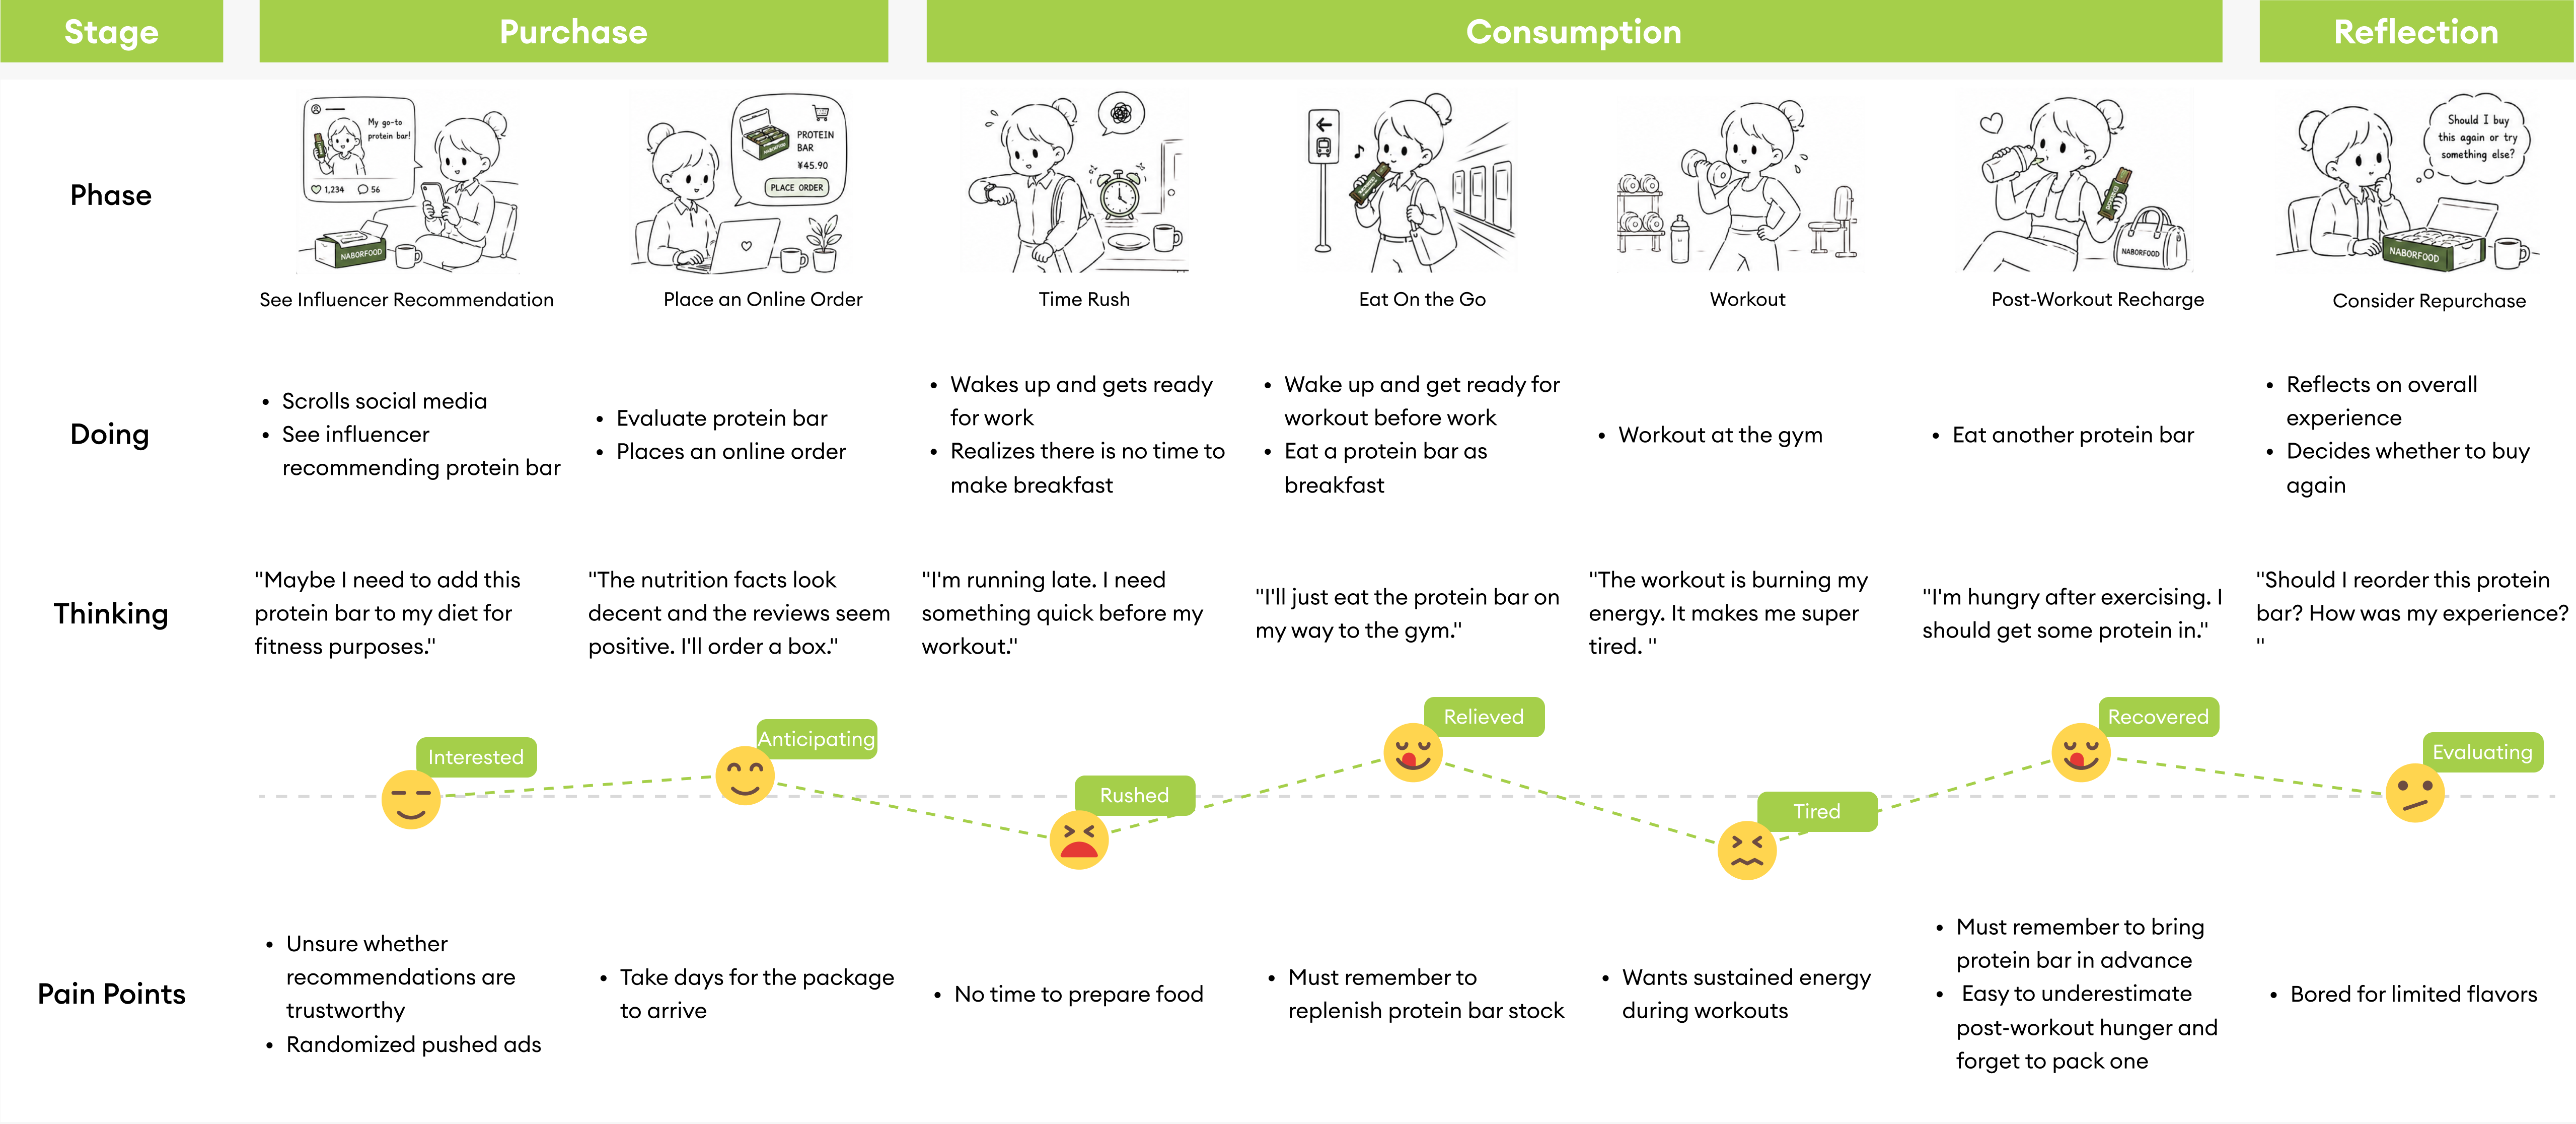 Stage
Purchase
Consumption
Reflection
Phase
My go-to
protein bar!
1,234
56
NABORFOOD
See Influencer Recommendation
NABORFOOD
PROTEIN
BAR
¥45.90
PLACE ORDER
Place an Online Order
Time Rush
Eat On the Go
Workout
NABORFOOD
Post-Workout Recharge
Should I buy
this again or try
something else?
NABORFOOD
Consider Repurchase
Doing
• Scrolls social media
• See influencer
recommending protein bar
• Evaluate protein bar
• Places an online order
• Wakes up and gets ready
for work
• Realizes there is no time to
make breakfast
• Wake up and get ready for
workout before work
• Eat a protein bar as
breakfast
• Workout at the gym
• Eat another protein bar
• Reflects on overall
experience
• Decides whether to buy
again
Thinking
"Maybe I need to add this
protein bar to my diet for
fitness purposes."
"The nutrition facts look
decent and the reviews seem
positive. I'll order a box."
"I'm running late. I need
something quick before my
workout."
"I'll just eat the protein bar on
my way to the gym."
"The workout is burning my
energy. It makes me super
tired. "
"I'm hungry after exercising. I
should get some protein in."
"Should I reorder this protein
bar? How was my experience?
"
Interested
Anticipating
Rushed
Relieved
Tired
Recovered
Evaluating
Pain Points
• Unsure whether
recommendations are
trustworthy
• Randomized pushed ads
• Take days for the package
to arrive
• No time to prepare food
• Must remember to
replenish protein bar stock
• Wants sustained energy
during workouts
• Must remember to bring
protein bar in advance
• Easy to underestimate
post-workout hunger and
forget to pack one
• Bored for limited flavors